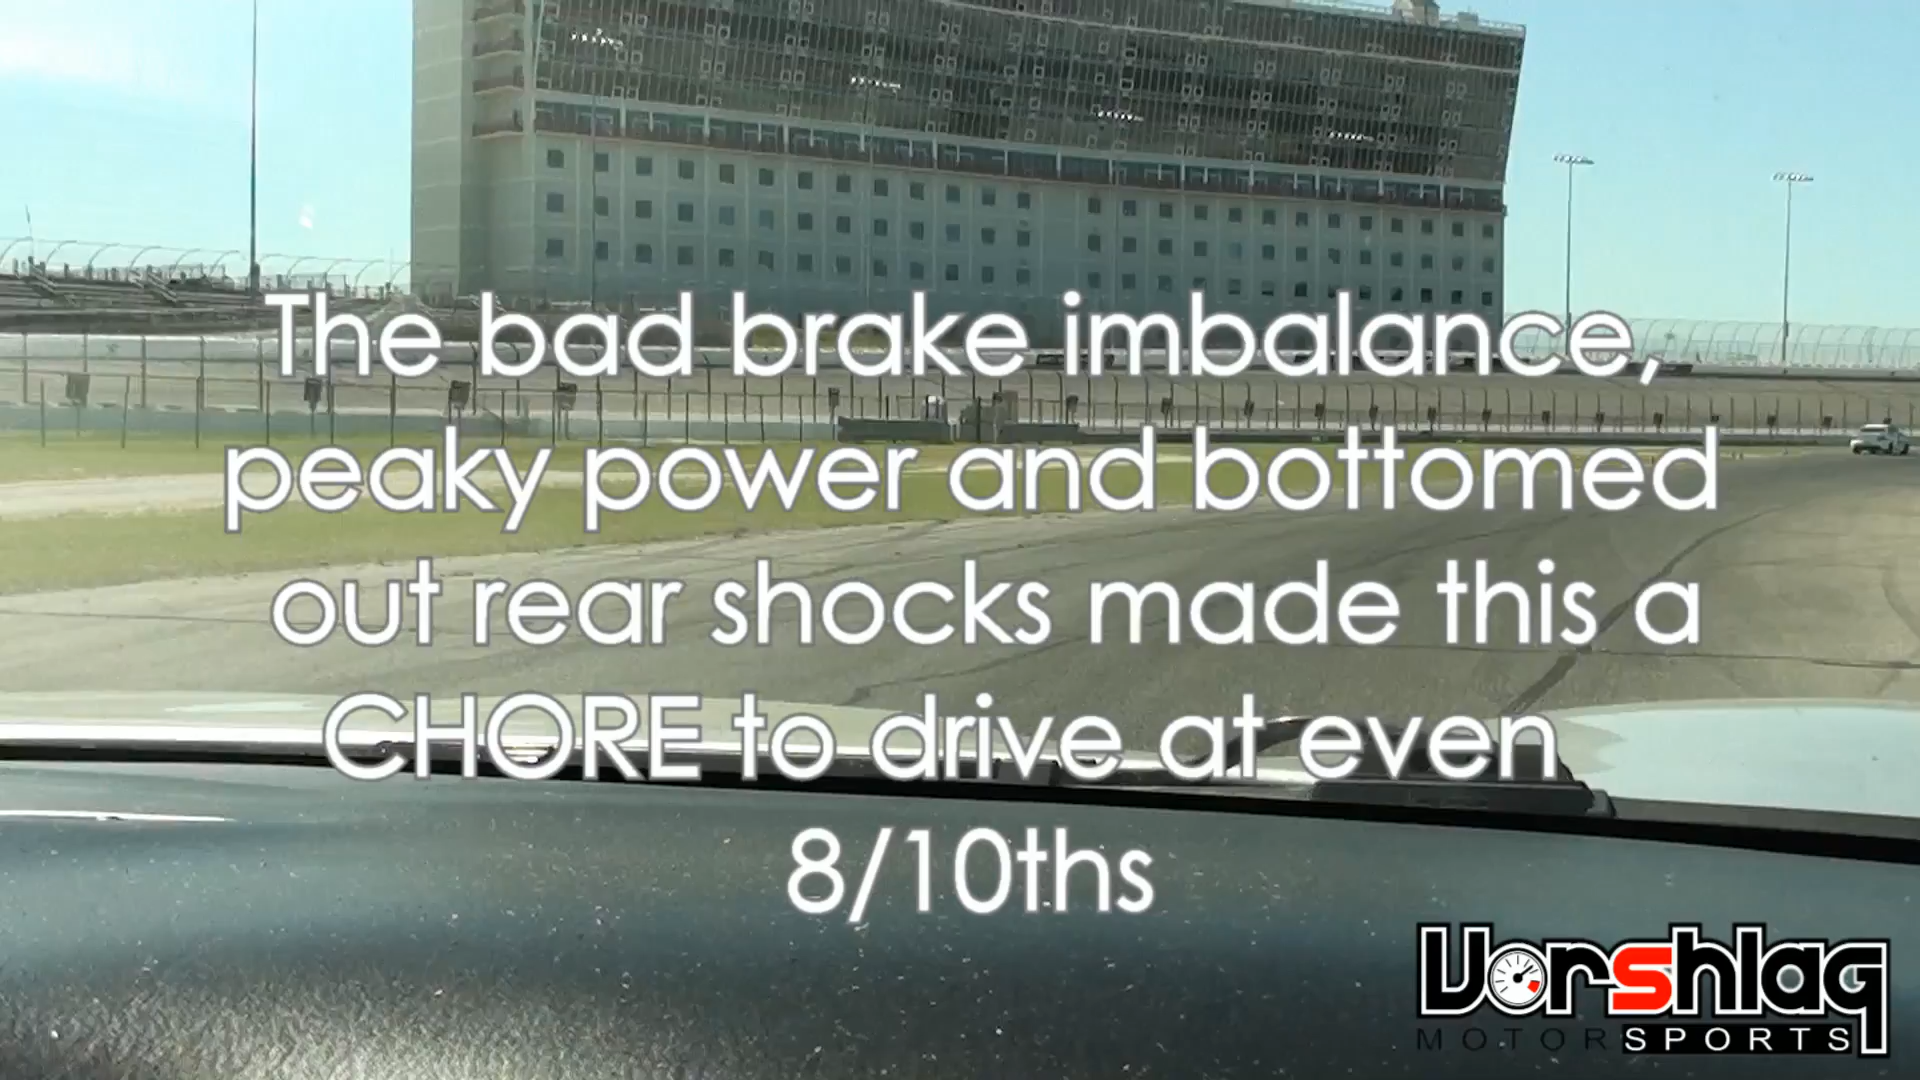 The bad brake imbalance,
peaky power and bottomed
out rear shocks made this a
CHORE to drive at even
8/10ths
Vorshlag
MOTORSPORTS